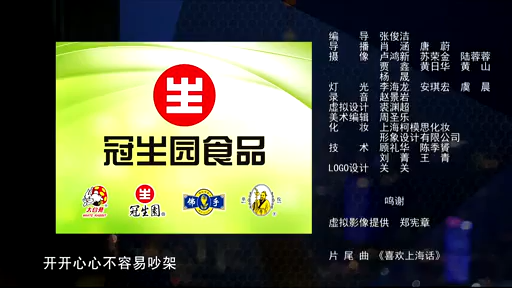 生
冠生园食品
大白兔
WHITE RABBIT
生
冠生園
佛手
编 导 张俊洁
导 播 肖 涵 唐 蔚
摄 像 卢鸿新 苏荣金 陆蓉蓉
贾 鑫 黄日华 黄 山
杨 晟
灯 光 李海龙 安琪宏 虞 晨
录 音 赵景岩
虚拟设计 裘渊超
美术编辑 周圣乐
化 妆 上海柯模思化妆
形象设计有限公司
技 术 顾礼华 陈季篑
刘 菁 王 青
LOGO设计 关 关
鸣谢
虚拟影像提供 郑宪章
片 尾 曲 《喜欢上海话》
开开心心不容易吵架